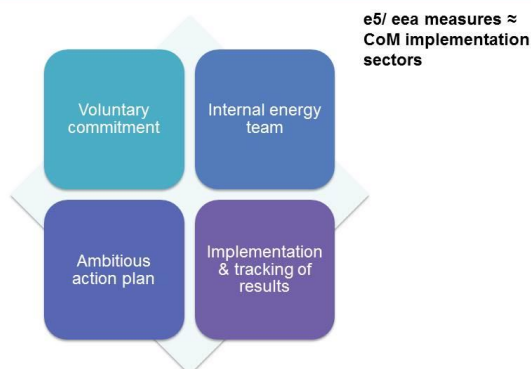 e5/ eea measures ≈
CoM implementation
sectors
Voluntary
commitment
Internal energy
team
Ambitious
action plan
Implementation
& tracking of
results